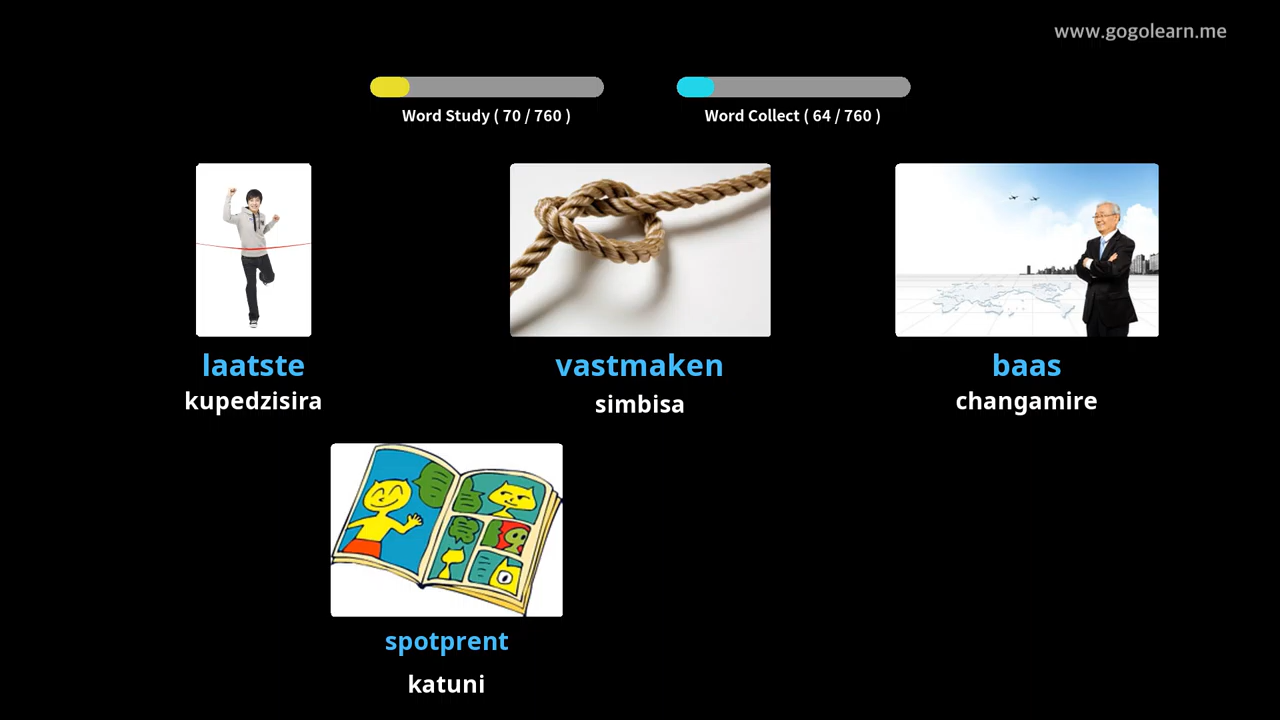 www.gogolearn.me
Word Study ( 70 / 760 )
Word Collect ( 64 / 760 )
laatste
kupedzisira
vastmaken
simbisa
baas
changamire
spotprent
katuni